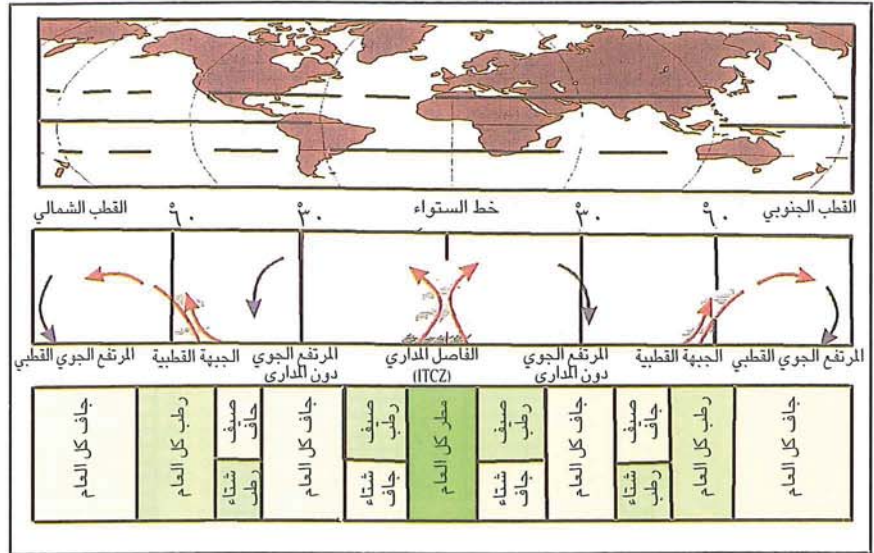 القطب الجنوبي ٦٠° ٣٠° خط الستواء ٣٠° ٦٠° القطب الشمالي
المرتفع الجوي القطبي الجبهة القطبية المرتفع الجوي دون المداري الفاصل المداري (ITCZ) المرتفع الجوي دون المداري الجبهة القطبية المرتفع الجوي القطبي
جاف كل العام
رطب كل العام
صيف جاف
شتاء رطب
جاف كل العام
صيف رطب
شتاء جاف
مطر كل العام
صيف رطب
شتاء جاف
جاف كل العام
صيف جاف
شتاء رطب
رطب كل العام
جاف كل العام